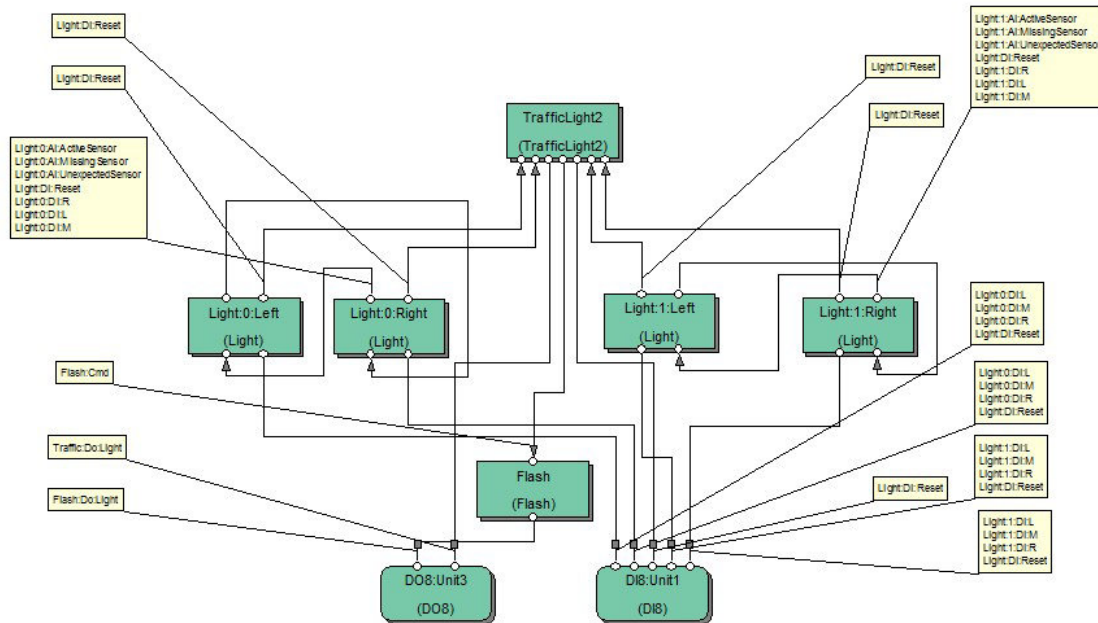 Light:DI:Reset
Light:DI:Reset
Light:0:AI:ActiveSensor
Light:0:AI:MissingSensor
Light:0:AI:UnexpectedSensor
Light:DI:Reset
Light:0:DI:R
Light:0:DI:L
Light:0:DI:M
TrafficLight2
(TrafficLight2)
Light:DI:Reset
Light:DI:Reset
Light:1:AI:ActiveSensor
Light:1:AI:MissingSensor
Light:1:AI:UnexpectedSensor
Light:DI:Reset
Light:1:DI:R
Light:1:DI:L
Light:1:DI:M
Light:0:Left
(Light)
Light:0:Right
(Light)
Light:1:Left
(Light)
Light:1:Right
(Light)
Flash:Cmd
Traffic:Do:Light
Flash:Do:Light
Flash
(Flash)
Light:0:DI:L
Light:0:DI:M
Light:0:DI:R
Light:DI:Reset
Light:0:DI:L
Light:0:DI:M
Light:0:DI:R
Light:DI:Reset
Light:1:DI:L
Light:1:DI:M
Light:1:DI:R
Light:DI:Reset
Light:DI:Reset
Light:1:DI:L
Light:1:DI:M
Light:1:DI:R
Light:DI:Reset
DO8:Unit3
(DO8)
DI8:Unit1
(DI8)